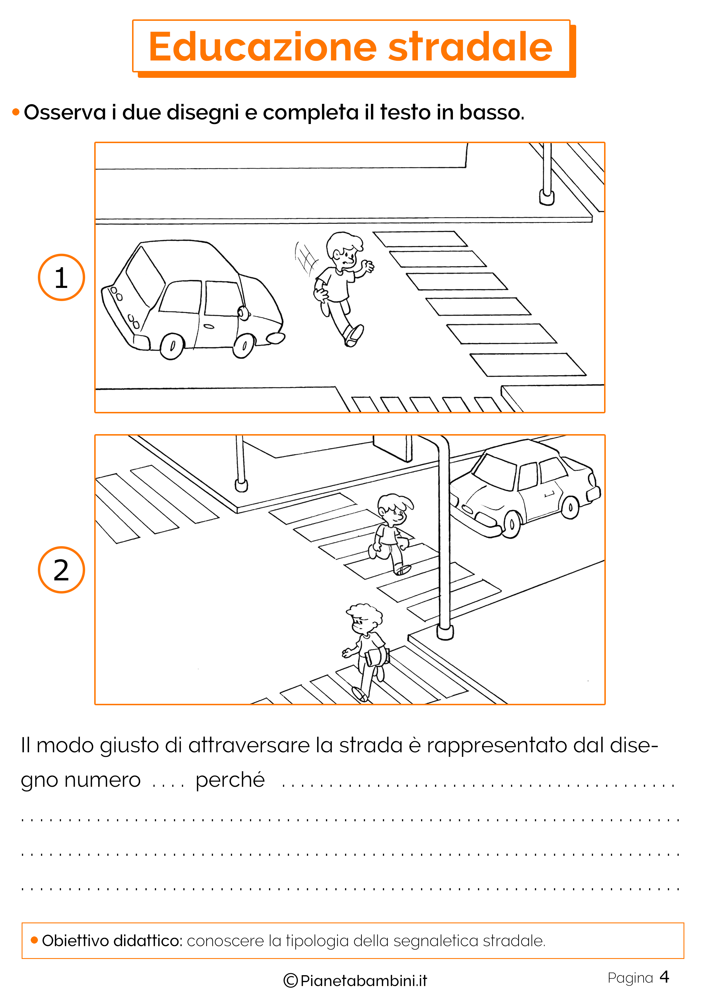 Educazione stradale
• Osserva i due disegni e completa il testo in basso.
1
2
Il modo giusto di attraversare la strada è rappresentato dal dise-
gno numero .... perché .........................................
......................................................................
......................................................................
......................................................................
• Obiettivo didattico: conoscere la tipologia della segnaletica stradale.
©Pianetabambini.it
Pagina 4